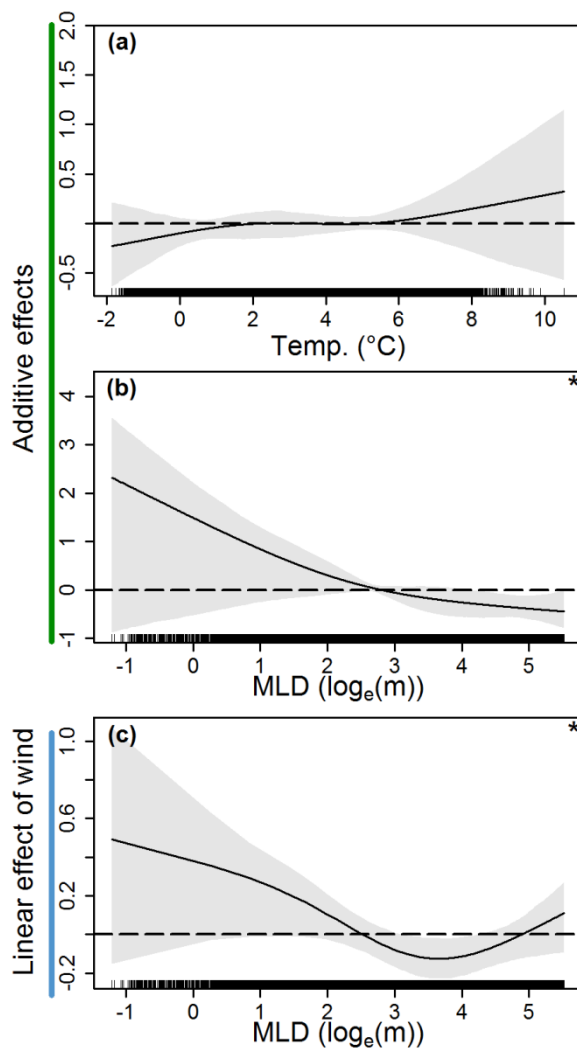 Additive effects
(a)
2.0
1.5
1.0
0.5
-0.5
-2 0 2 4 6 8 10
Temp. (°C)
(b) *
4
3
2
1
0
-1
-1 0 1 2 3 4 5
MLD (logₑ(m))
Linear effect of wind
(c) *
1.0
0.6
0.2
-0.2
-1 0 1 2 3 4 5
MLD (logₑ(m))